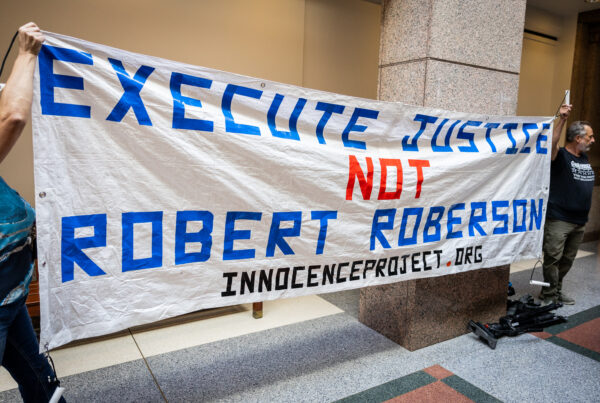 EXECUTE JUSTICE
NOT
ROBERT ROBERSON
INNOCENCEPROJECT.ORG